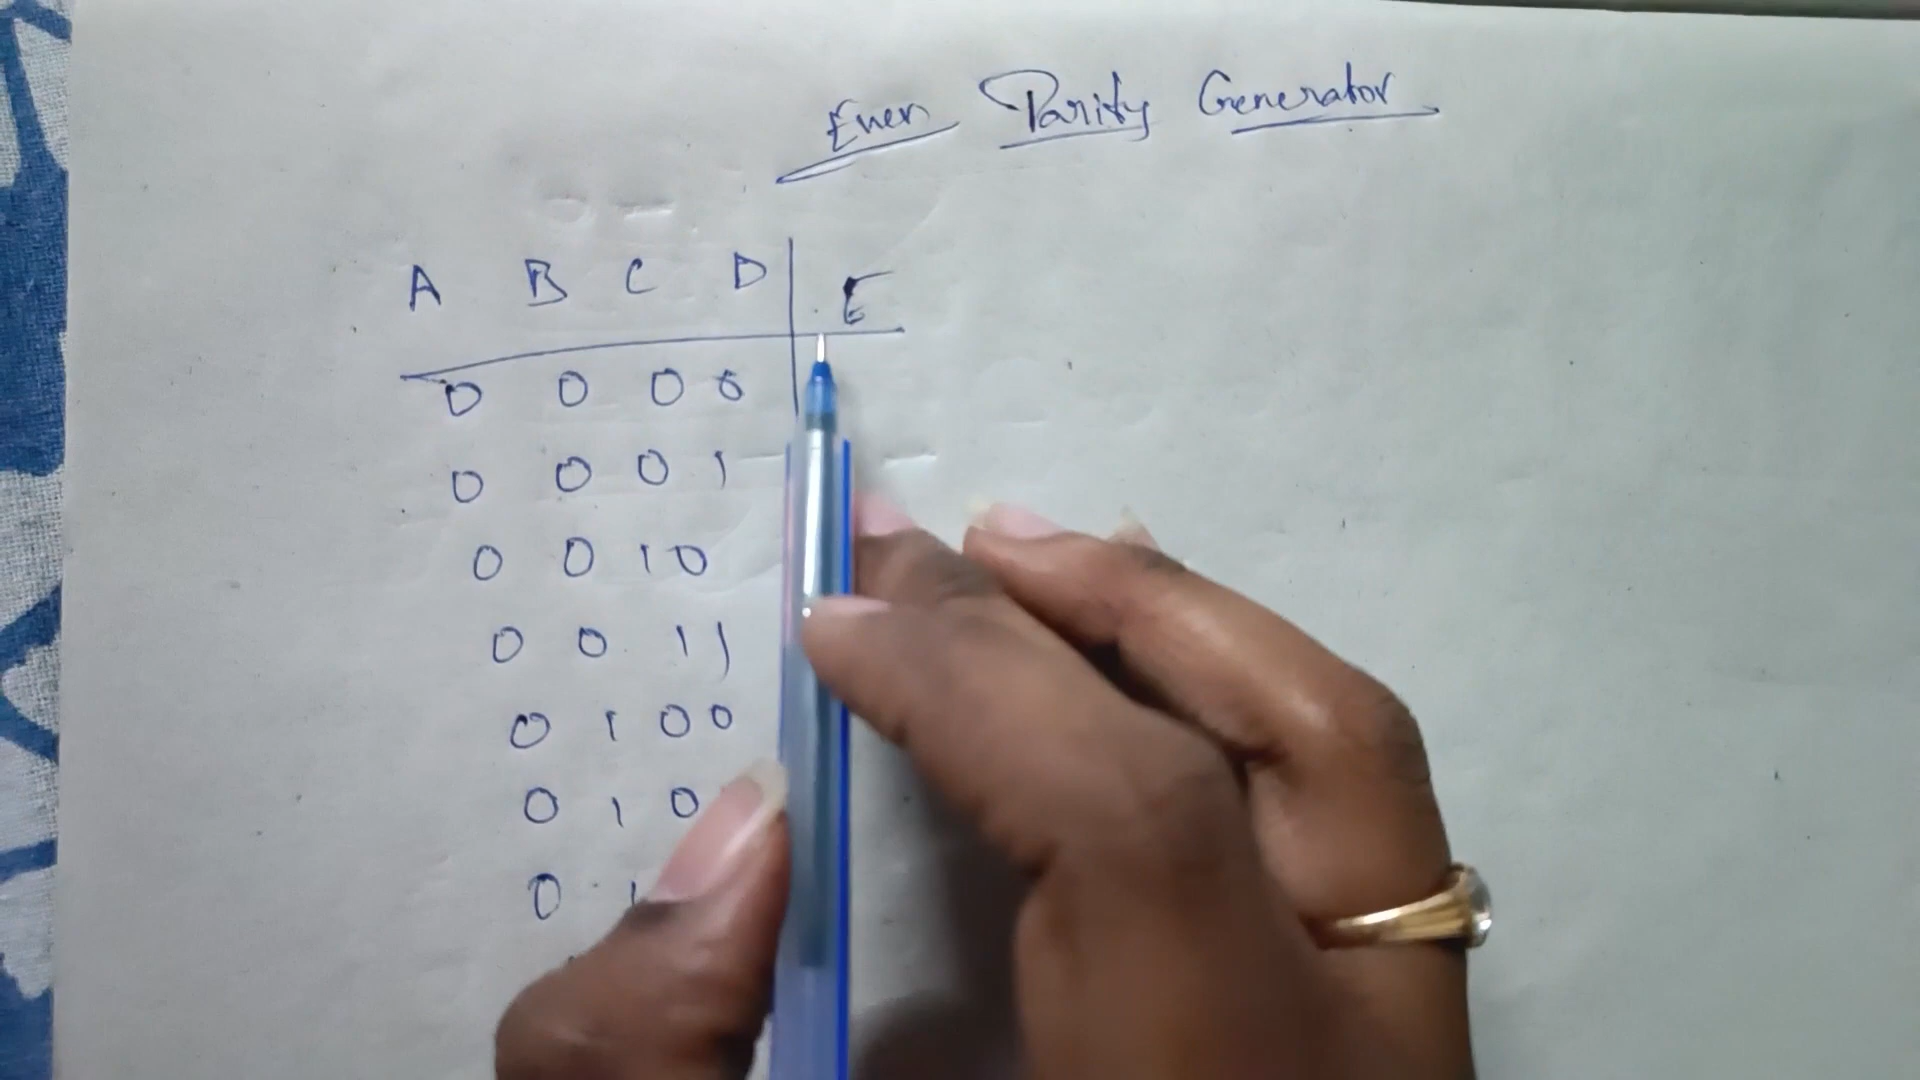 Even Parity Generator
A B C D E
0 0 0 0
0 0 0 1
0 0 1 0
0 0 1 1
0 1 0 0
0 1 0
0 1